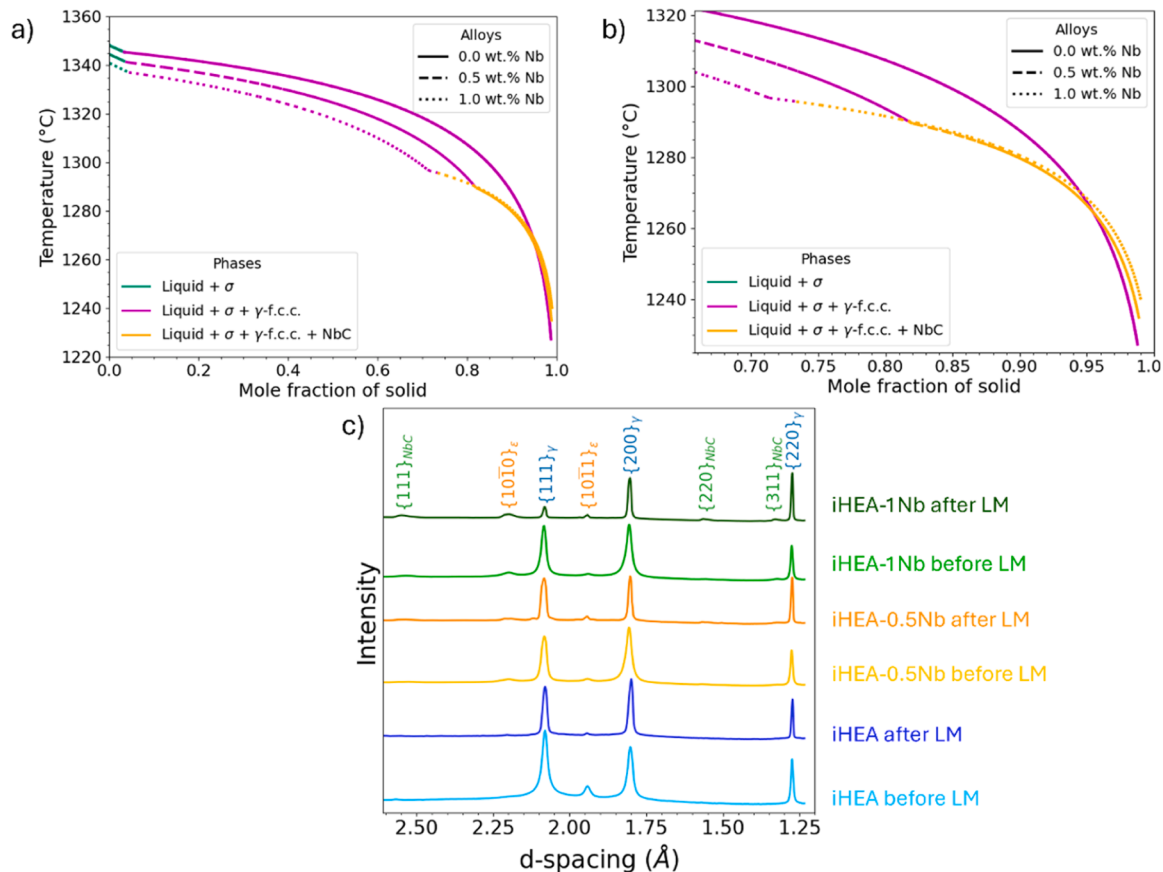 a)
1360
1340
1320
1300
1280
1260
1240
1220
Temperature (°C)
0.0 0.2 0.4 0.6 0.8 1.0
Mole fraction of solid
Alloys
0.0 wt.% Nb
0.5 wt.% Nb
1.0 wt.% Nb
Phases
Liquid + σ
Liquid + σ + γ-f.c.c.
Liquid + σ + γ-f.c.c. + NbC
b)
1320
1300
1280
1260
1240
Temperature (°C)
0.70 0.75 0.80 0.85 0.90 0.95 1.0
Mole fraction of solid
Alloys
0.0 wt.% Nb
0.5 wt.% Nb
1.0 wt.% Nb
Phases
Liquid + σ
Liquid + σ + γ-f.c.c.
Liquid + σ + γ-f.c.c. + NbC
c)
{111}NbC
{101̄0}ε
{111}γ
{101̄1}ε
{200}γ
{220}NbC
{311}NbC
{220}γ
iHEA-1Nb after LM
iHEA-1Nb before LM
iHEA-0.5Nb after LM
iHEA-0.5Nb before LM
iHEA after LM
iHEA before LM
Intensity
2.50 2.25 2.00 1.75 1.50 1.25
d-spacing (Å)